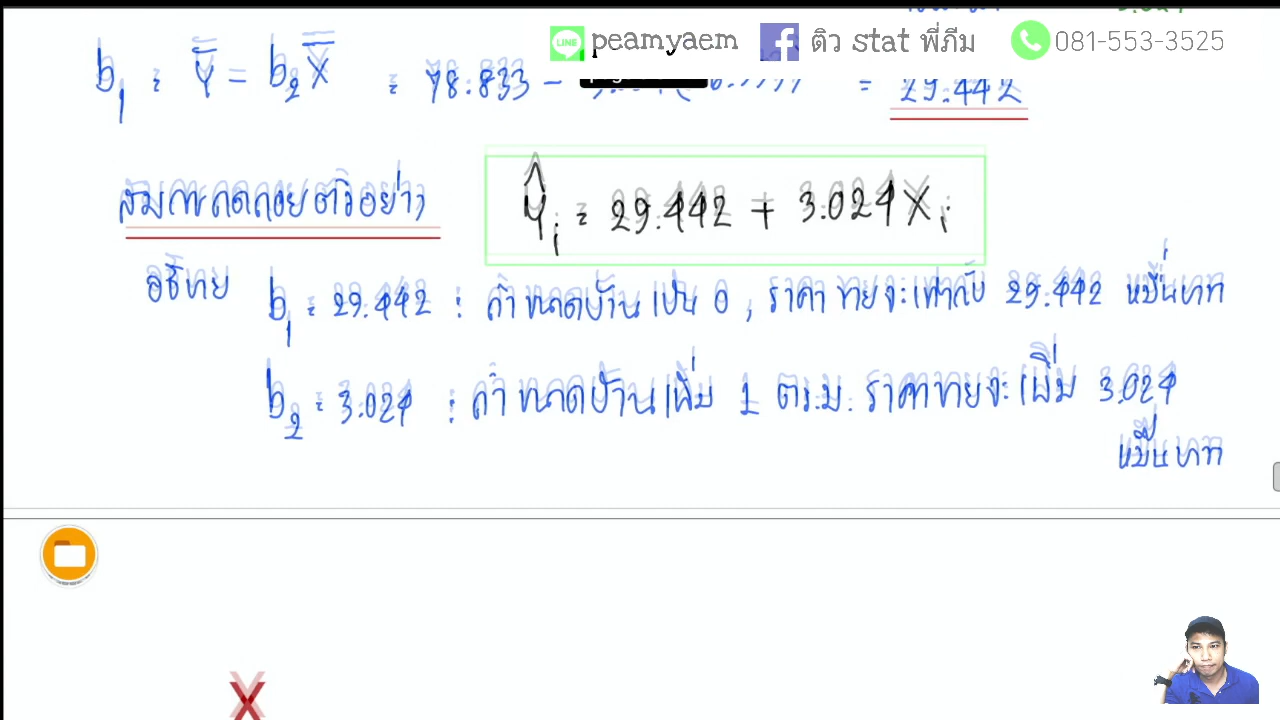 LINE peamyaem ติว stat พี่ภีม 081-553-3525
b₁ = Ȳ − b₂X̄ = 78.833 − = 29.442
สมการถดถอยตัวอย่าง Ŷᵢ = 29.442 + 3.024Xᵢ
อธิบาย b₁ = 29.442 : ถ้าขนาดบ้านเป็น 0 , ราคาขายจะเท่ากับ 29.442 หมื่นบาท
b₂ = 3.024 : ถ้าขนาดบ้านเพิ่ม 1 ตร.ม. ราคาขายจะเพิ่ม 3.024
หมื่นบาท
X